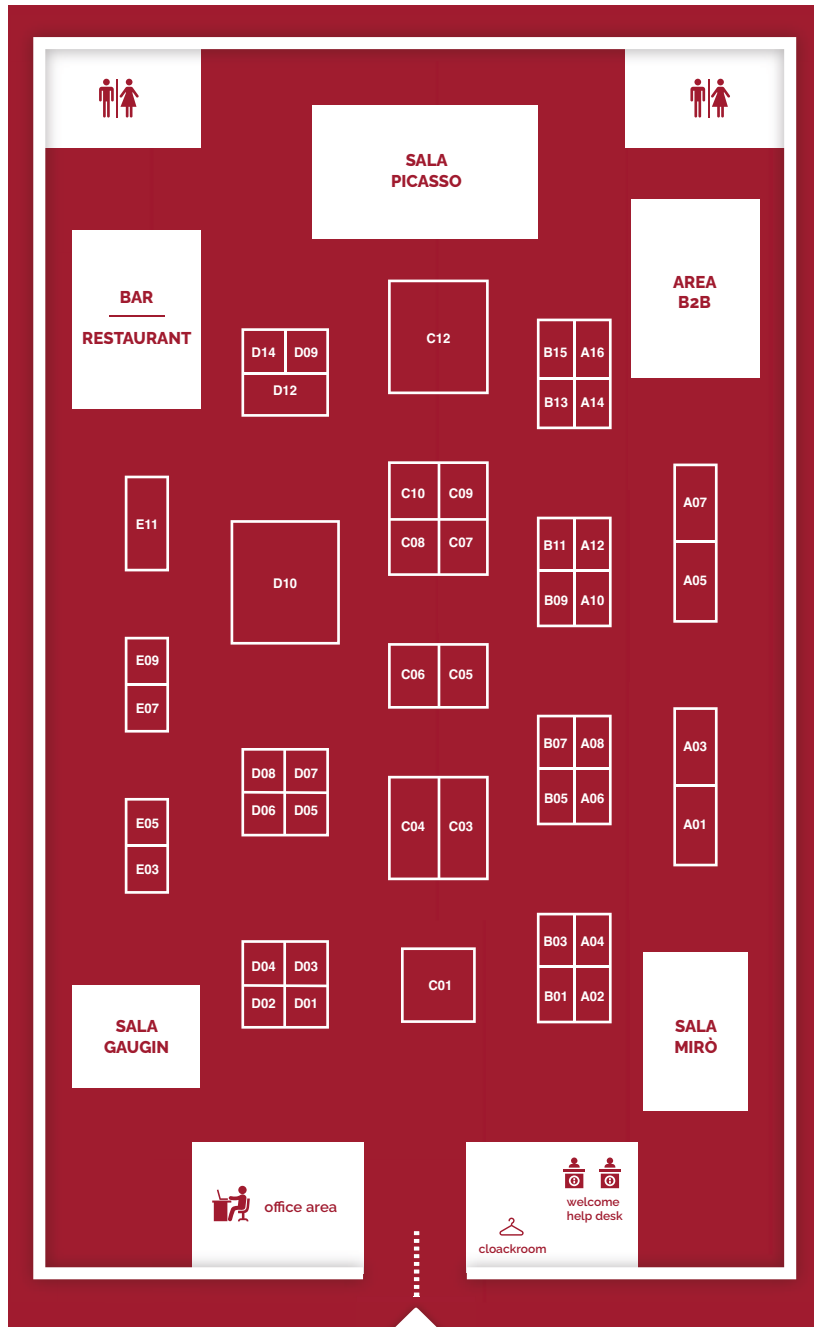 SALA
PICASSO
AREA
B2B
BAR
RESTAURANT
C12
B15 A16
D14 D09
D12
B13 A14
C10 C09
A07
E11
C08 C07
B11 A12
D10
A05
B09 A10
E09
C06 C05
E07
B07 A08
A03
D08 D07
B05 A06
D06 D05
E05
C04 C03
A01
E03
B03 A04
D04 D03
C01
B01 A02
D02 D01
SALA
GAUGIN
SALA
MIRÒ
office area
welcome
help desk
cloackroom